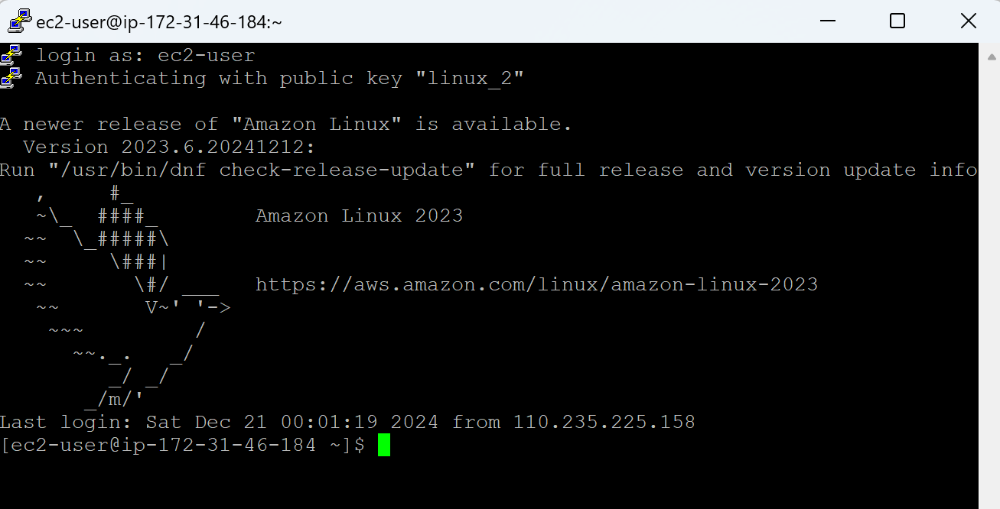 ec2-user@ip-172-31-46-184:~
login as: ec2-user
Authenticating with public key "linux_2"
A newer release of "Amazon Linux" is available.
  Version 2023.6.20241212:
Run "/usr/bin/dnf check-release-update" for full release and version update info
   ,     #_
   ~\_  ####_        Amazon Linux 2023
  ~~  \_#####\
  ~~     \###|
  ~~       \#/ ___   https://aws.amazon.com/linux/amazon-linux-2023
   ~~       V~' '->
    ~~~         /
      ~~._.   _/
         _/ _/
       _/m/'
Last login: Sat Dec 21 00:01:19 2024 from 110.235.225.158
[ec2-user@ip-172-31-46-184 ~]$